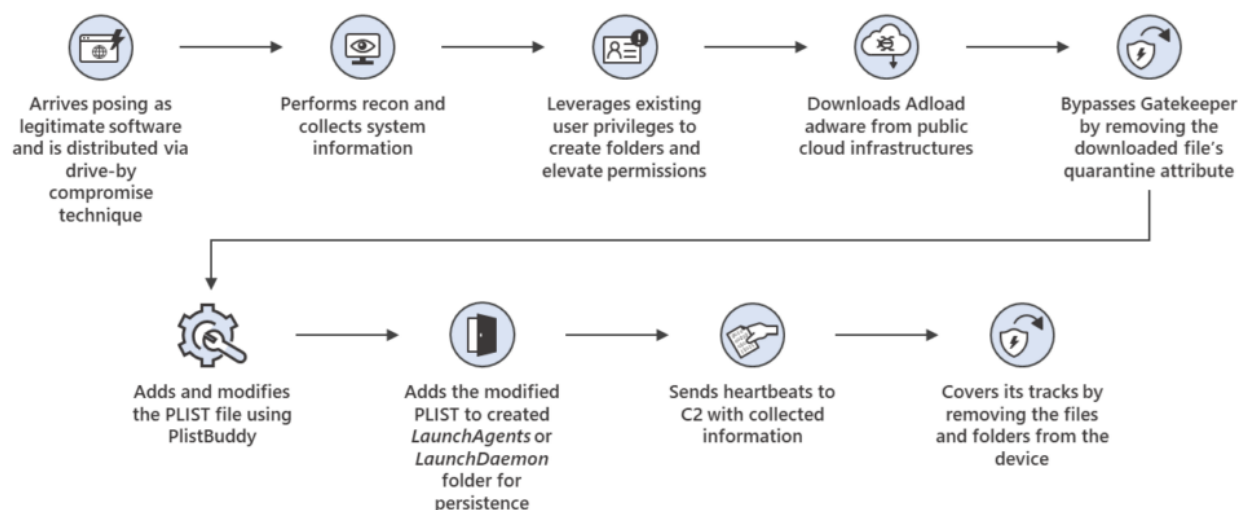 Arrives posing as
legitimate software
and is distributed via
drive-by
compromise
technique
Performs recon and
collects system
information
Leverages existing
user privileges to
create folders and
elevate permissions
Downloads Adload
adware from public
cloud infrastructures
Bypasses Gatekeeper
by removing the
downloaded file's
quarantine attribute
Adds and modifies
the PLIST file using
PlistBuddy
Adds the modified
PLIST to created
LaunchAgents or
LaunchDaemon
folder for
persistence
Sends heartbeats to
C2 with collected
information
Covers its tracks by
removing the files
and folders from the
device